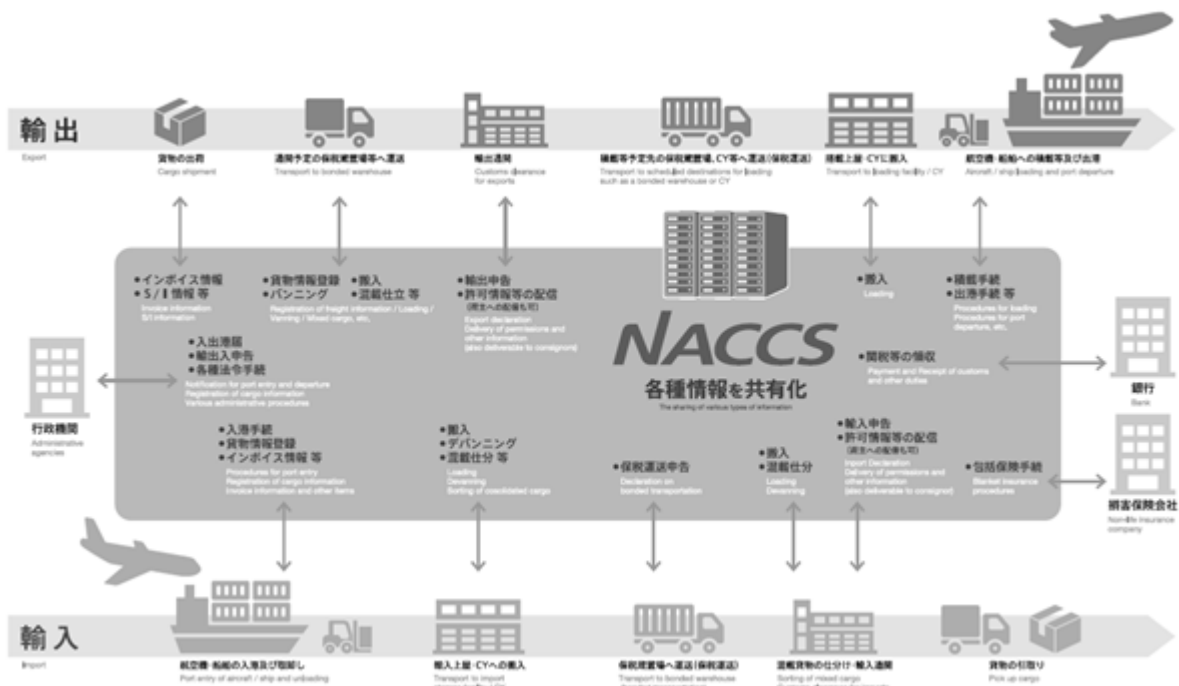 輸出
Export
貨物の出荷
Cargo shipment
通関予定の保税蔵置場等へ運送
Transport to bonded warehouse
輸出通関
Customs clearance
for exports
積載等予定先の保税蔵置場、CY等へ運送(保税運送)
Transport to scheduled destinations for loading
such as a bonded warehouse or CY
搭載上屋・CYに搬入
Transport to loading facility / CY
航空機・船舶への積載等及び出港
Aircraft / ship loading and port departure
●インボイス情報
●S/I 情報 等
Invoice information
S/I information
●貨物情報登録 ●搬入
●バンニング ●混載仕立 等
Registration of freight information / Loading /
Vanning / Mixed cargo, etc.
●輸出申告
●許可情報等の配信
(荷主への配信も可)
Export declaration
Delivery of permissions and
other information
(also deliverable to consignors)
●搬入
Loading
●積載手続
●出港手続 等
Procedures for loading
Procedures for port
departure, etc.
NACCS
各種情報を共有化
The sharing of various types of information
●入出港届
●輸出入申告
●各種法令手続
Notification for port entry and departure
Registration of cargo information
Various administrative procedures
行政機関
Administrative
agencies
●関税等の領収
Payment and Receipt of customs
and other duties
銀行
Bank
●入港手続
●貨物情報登録
●インボイス情報 等
Procedures for port entry
Registration of cargo information
Invoice information and other items
●搬入
●デバンニング
●混載仕分 等
Loading
Devanning
Sorting of consolidated cargo
●保税運送申告
Declaration on
bonded transportation
●搬入
●混載仕分
Loading
Devanning
●輸入申告
●許可情報等の配信
(荷主への配信も可)
Import Declaration
Delivery of permissions and
other information
(also deliverable to consignor)
●包括保険手続
Blanket insurance
procedures
損害保険会社
Non-life insurance
company
輸入
Import
航空機・船舶の入港及び取卸し
Port entry of aircraft / ship and unloading
輸入上屋・CYへの搬入
Transport to import
保税蔵置場へ運送(保税運送)
Transport to bonded warehouse
混載貨物の仕分け・輸入通関
Sorting of mixed cargo
貨物の引取り
Pick up cargo